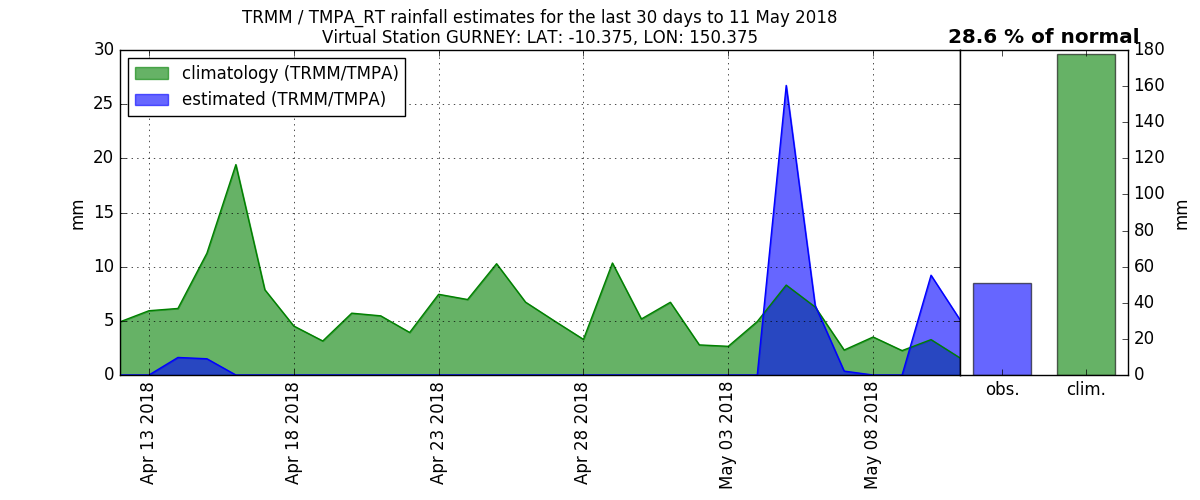 TRMM / TMPA_RT rainfall estimates for the last 30 days to 11 May 2018
Virtual Station GURNEY: LAT: -10.375, LON: 150.375
28.6 % of normal
climatology (TRMM/TMPA)
estimated (TRMM/TMPA)
30
25
20
15
10
5
0
mm
Apr 13 2018
Apr 18 2018
Apr 23 2018
Apr 28 2018
May 03 2018
May 08 2018
obs.
clim.
180
160
140
120
100
80
60
40
20
0
mm